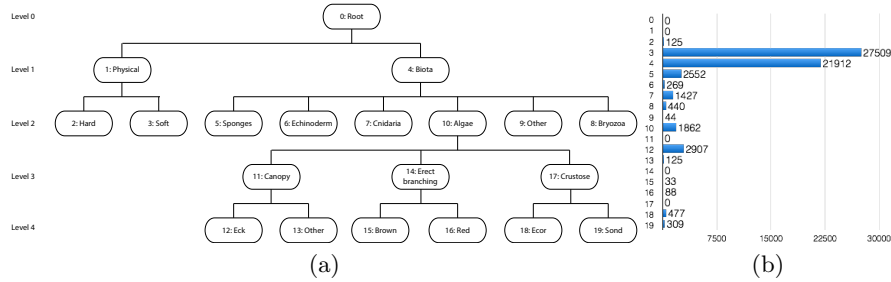 Level 0
0: Root
Level 1
1: Physical
4: Biota
Level 2
2: Hard
3: Soft
5: Sponges
6: Echinoderm
7: Cnidaria
10: Algae
9: Other
8: Bryozoa
Level 3
11: Canopy
14: Erect
branching
17: Crustose
Level 4
12: Eck
13: Other
15: Brown
16: Red
18: Ecor
19: Sond
(a)
0 0
1 0
2 125
3 27509
4 21912
5 2552
6 269
7 1427
8 440
9 44
10 1862
11 0
12 2907
13 125
14 0
15 33
16 88
17 0
18 477
19 309
7500 15000 22500 30000
(b)